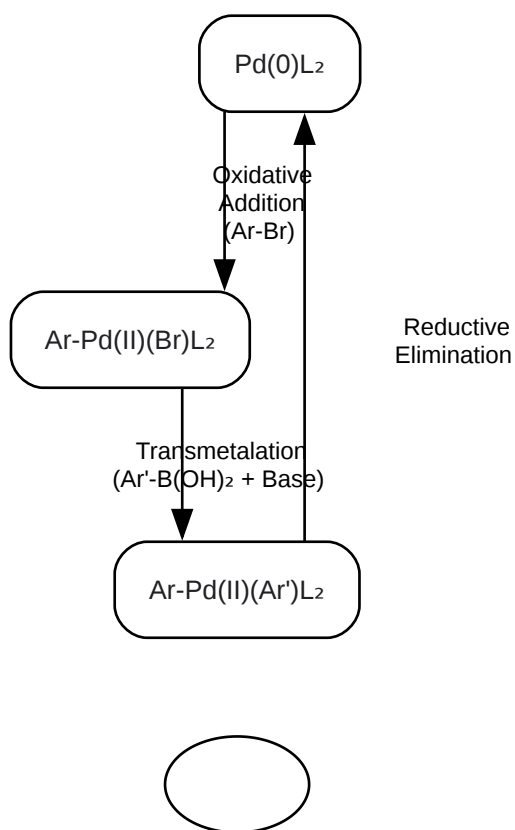 Pd(0)L₂
Oxidative
Addition
(Ar-Br)
Ar-Pd(II)(Br)L₂
Reductive
Elimination
Transmetalation
(Ar'-B(OH)₂ + Base)
Ar-Pd(II)(Ar')L₂